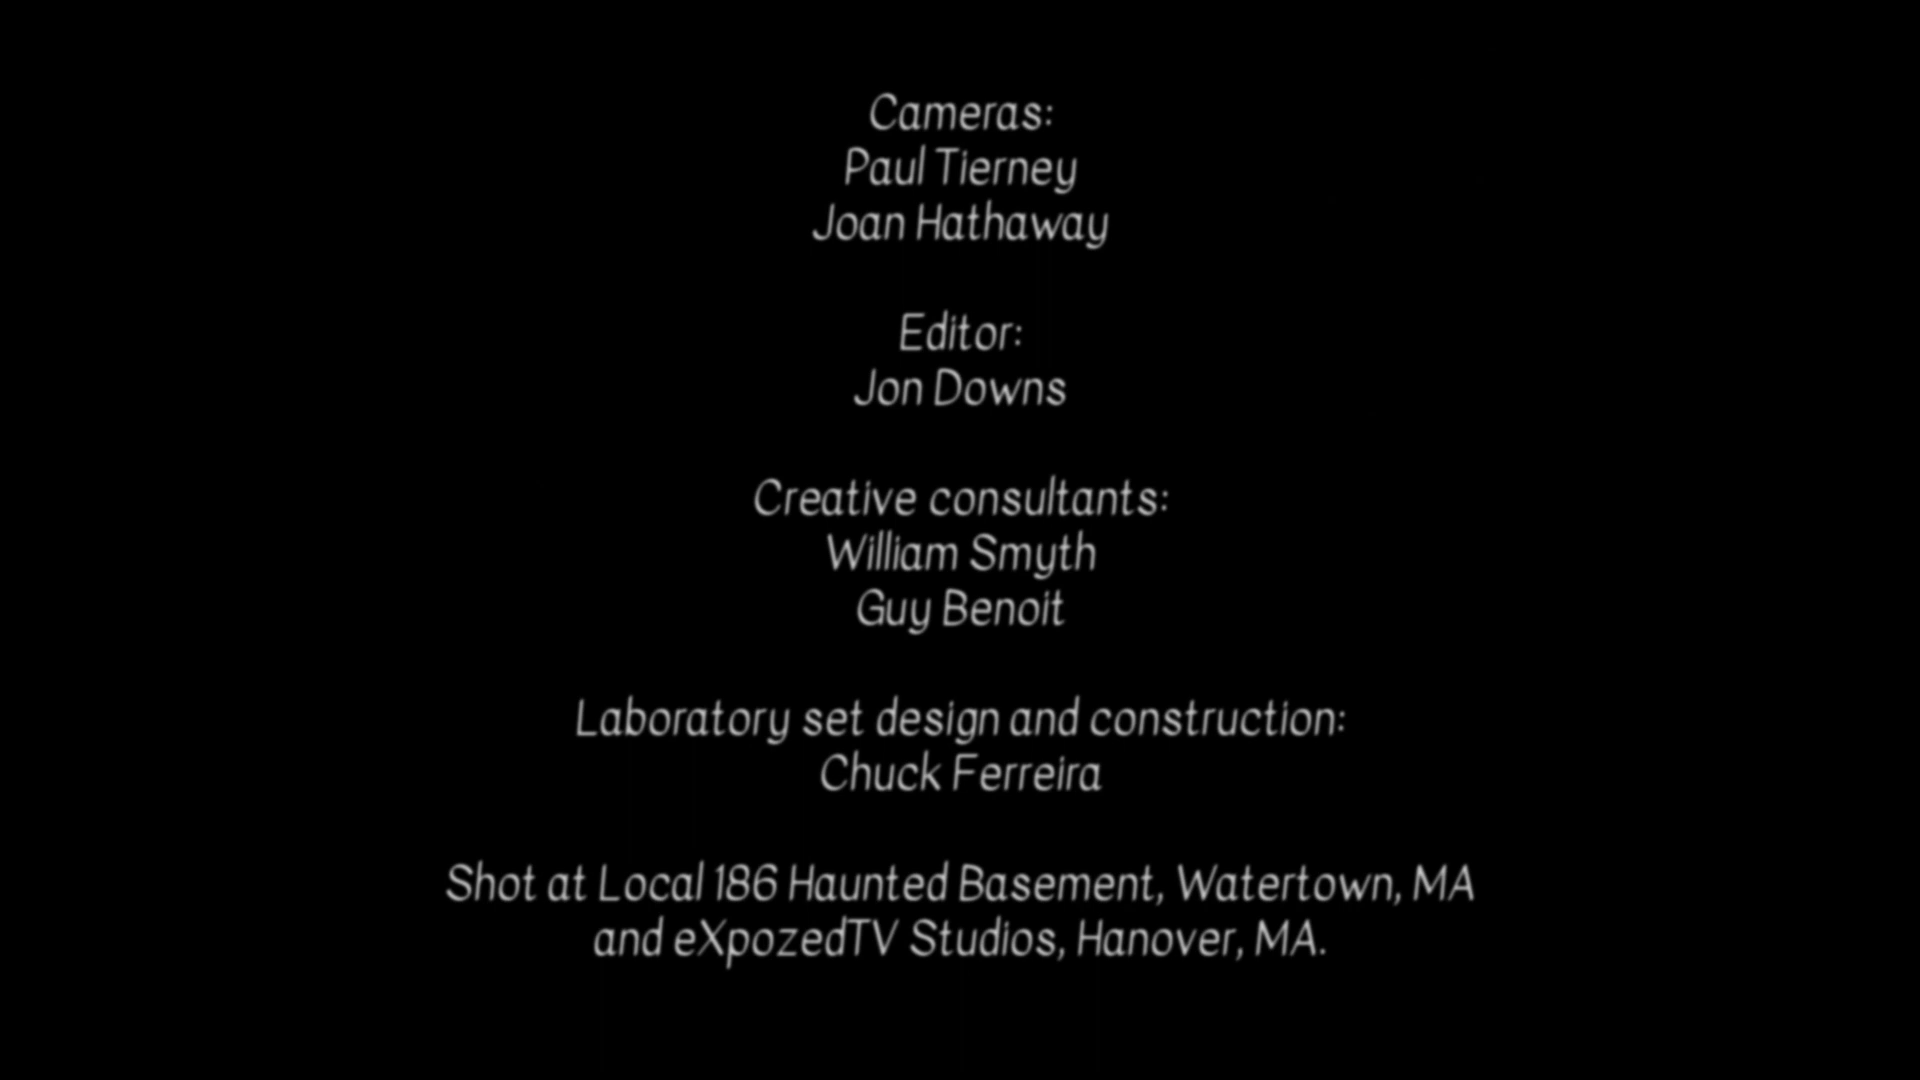 Cameras:
Paul Tierney
Joan Hathaway
Editor:
Jon Downs
Creative consultants:
William Smyth
Guy Benoit
Laboratory set design and construction:
Chuck Ferreira
Shot at Local 186 Haunted Basement, Watertown, MA
and eXpozedTV Studios, Hanover, MA.